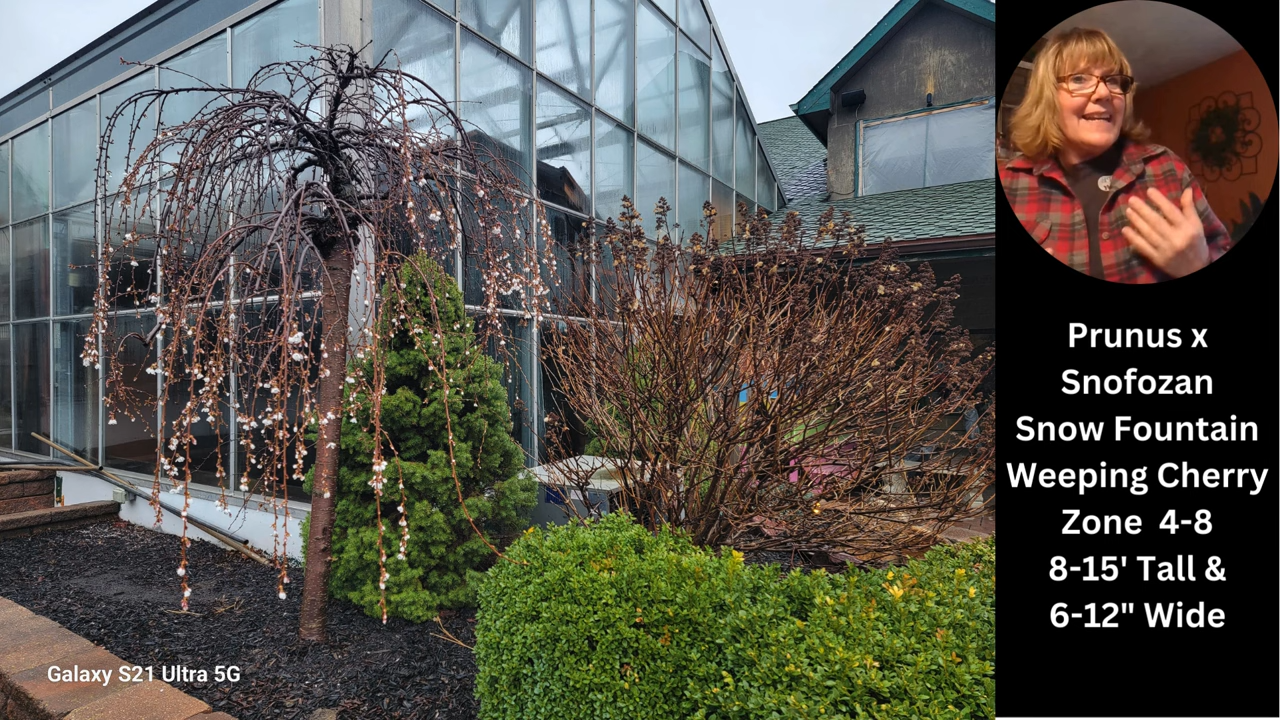 Prunus x
Snofozan
Snow Fountain
Weeping Cherry
Zone 4-8
8-15' Tall &
6-12" Wide
Galaxy S21 Ultra 5G